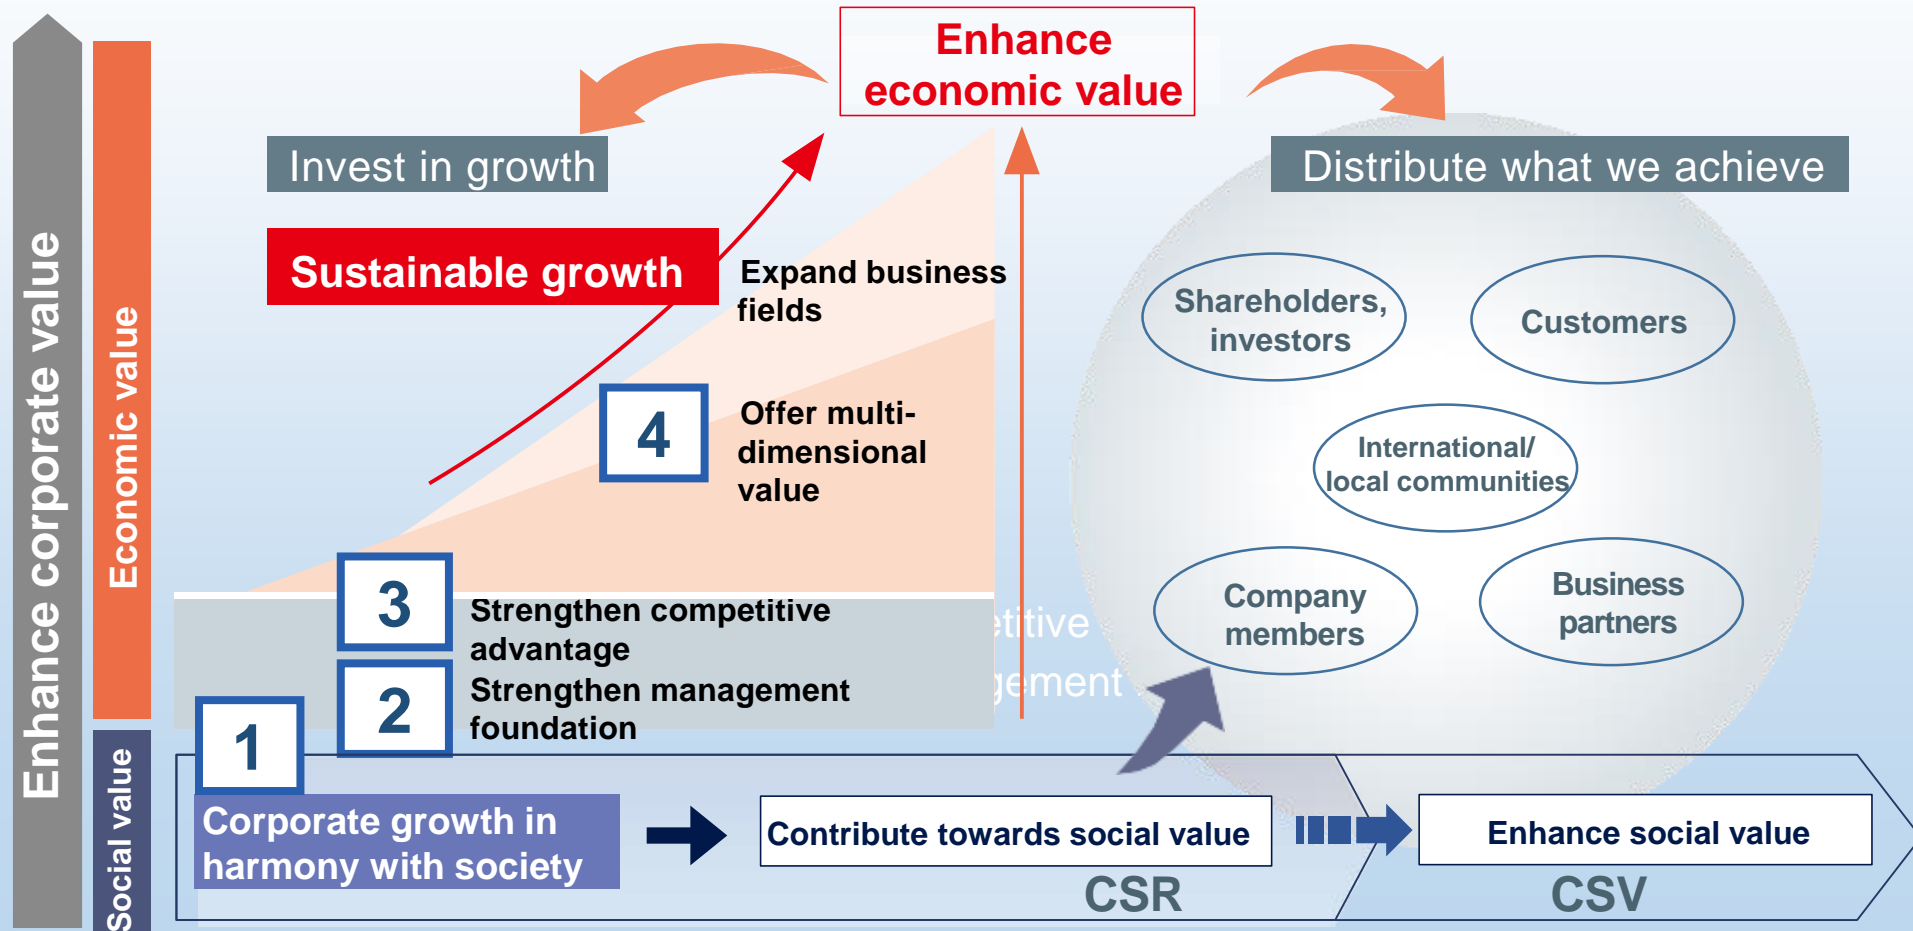 Enhance corporate value
Economic value
Social value
Enhance
economic value
Invest in growth
Distribute what we achieve
Sustainable growth
Expand business
fields
4
Offer multi-
dimensional
value
3
Strengthen competitive
advantage
2
Strengthen management
foundation
1
Corporate growth in
harmony with society
Contribute towards social value
CSR
Enhance social value
CSV
Shareholders,
investors
Customers
International/
local communities
Company
members
Business
partners